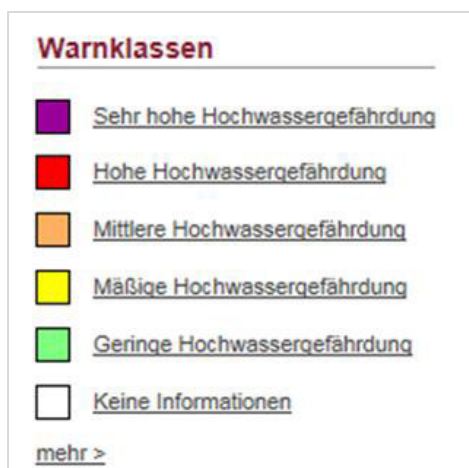 Warnklassen
Sehr hohe Hochwassergefährdung
Hohe Hochwassergefährdung
Mittlere Hochwassergefährdung
Mäßige Hochwassergefährdung
Geringe Hochwassergefährdung
Keine Informationen
mehr >